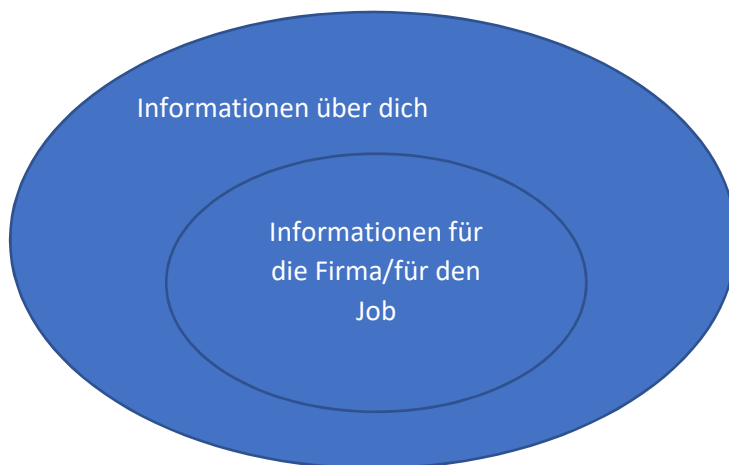 Informationen über dich
Informationen für
die Firma/für den
Job